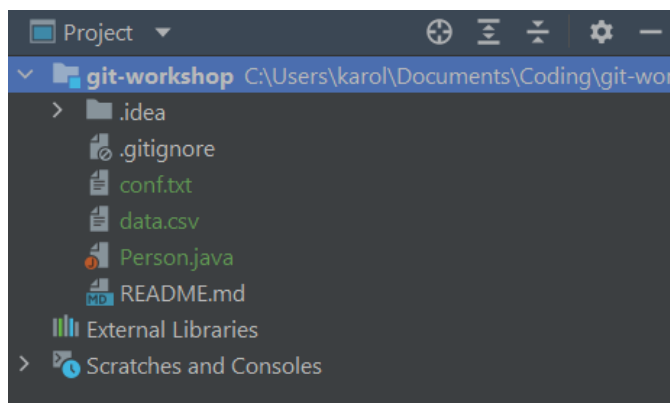 Project
git-workshop C:\Users\karol\Documents\Coding\git-wor
.idea
.gitignore
conf.txt
data.csv
Person.java
MD README.md
External Libraries
Scratches and Consoles